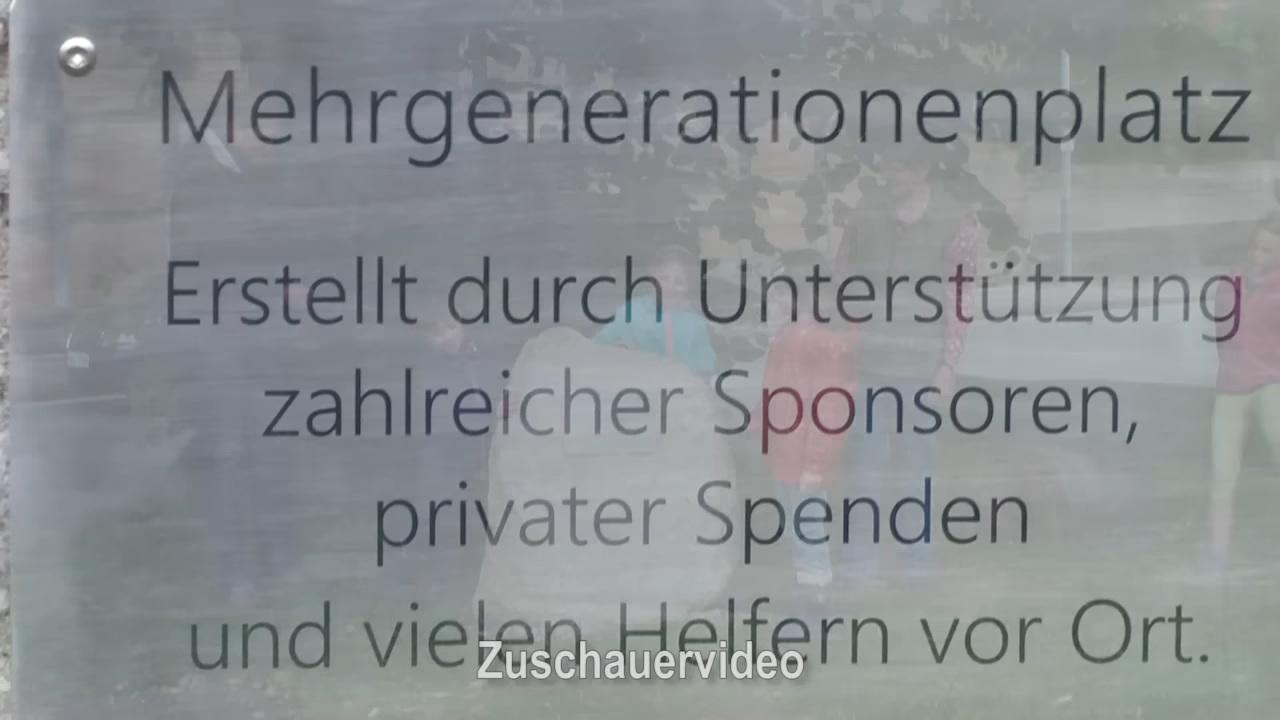 Mehrgenerationenplatz
Erstellt durch Unterstützung
zahlreicher Sponsoren,
privater Spenden
und vielen Helfern vor Ort.
Zuschauervideo